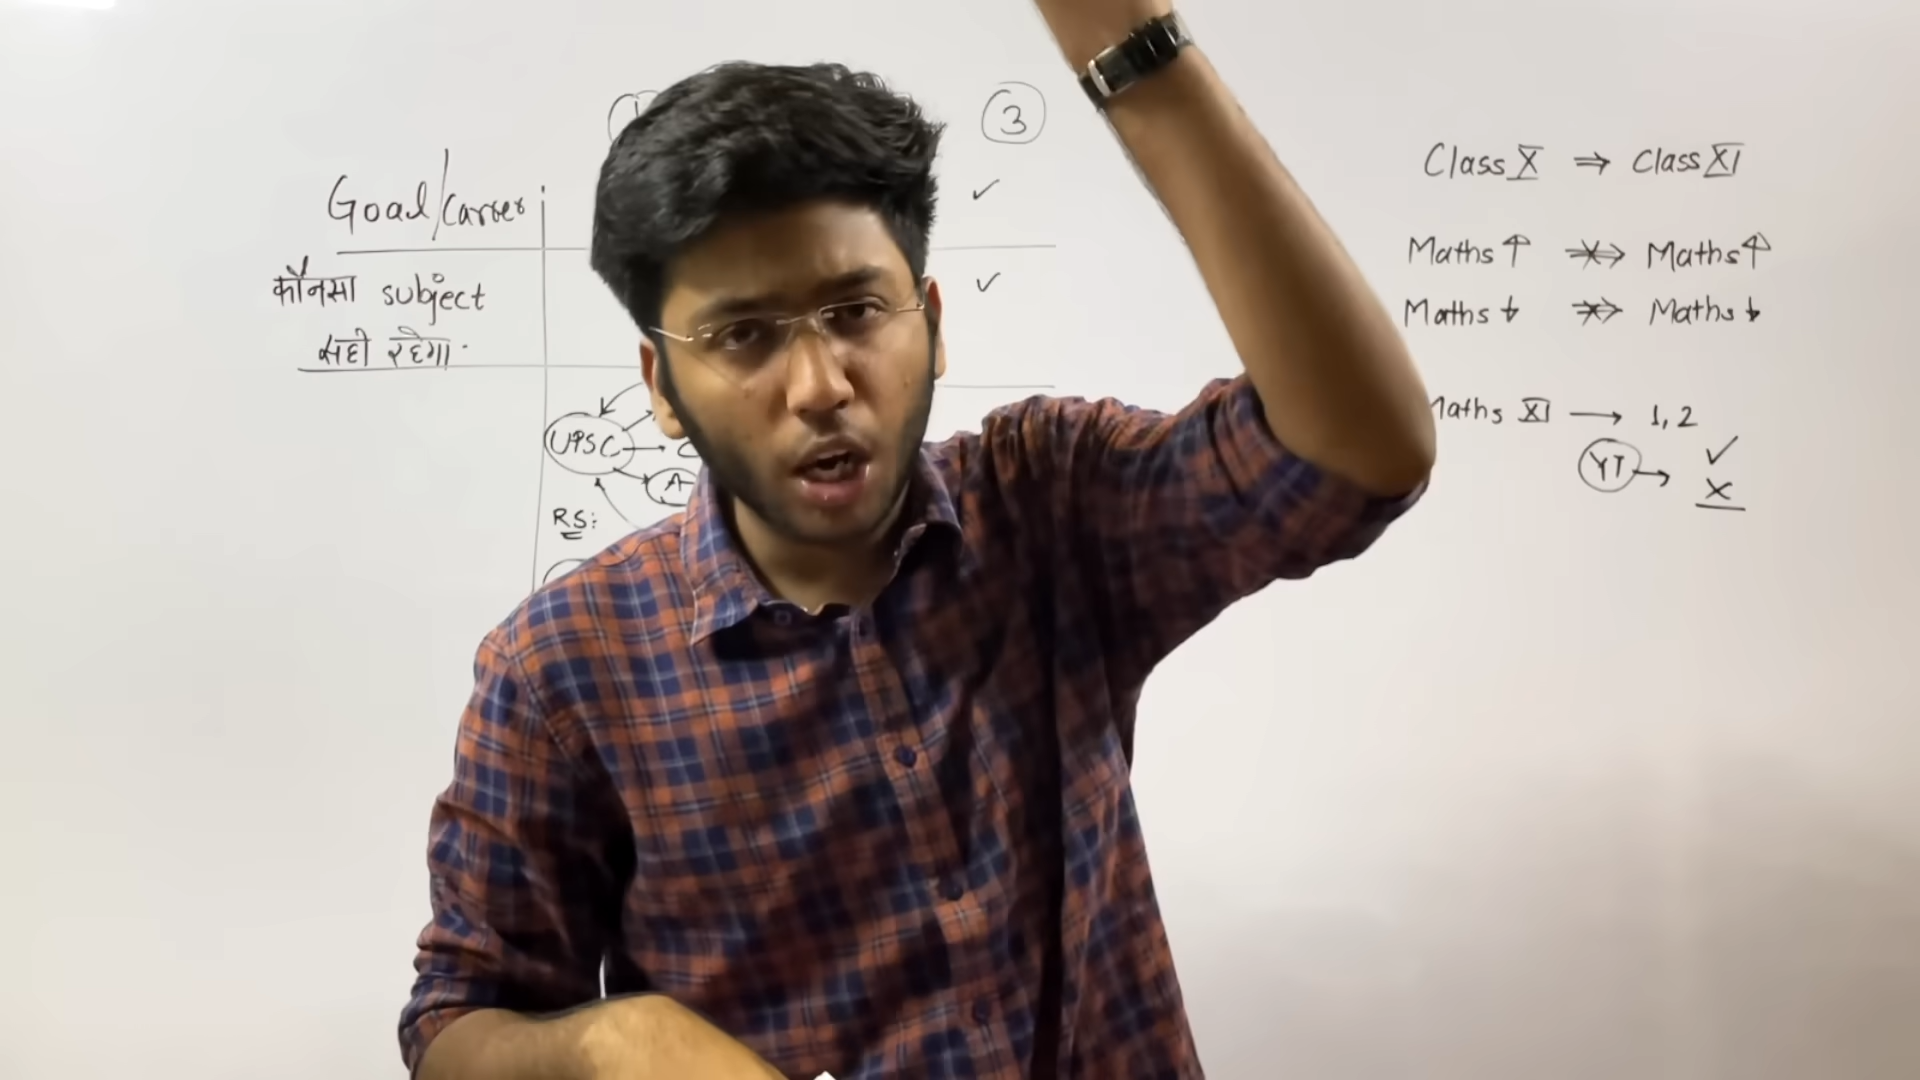 3
Goal/Carrer
✓
कौनसा subject
✓
सही रहेगा.
UPSC → C
A
RS:
Class X ⇒ Class XI
Maths ↑ ⇏ Maths ↑
Maths ↓ ⇏ Maths ↓
Maths XI → 1, 2
✓
YT → ×